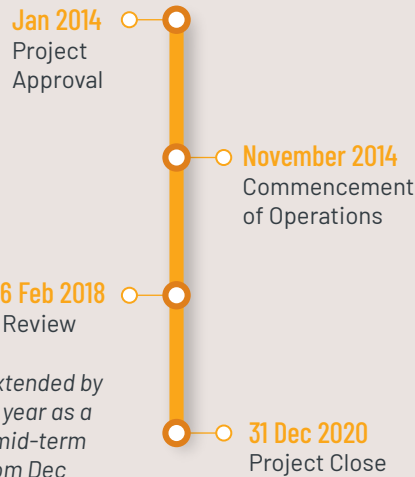 Jan 2014
Project
Approval
November 2014
Commencement
of Operations
6 Feb 2018
Review
xtended by
year as a
mid-term
om Dec
31 Dec 2020
Project Close